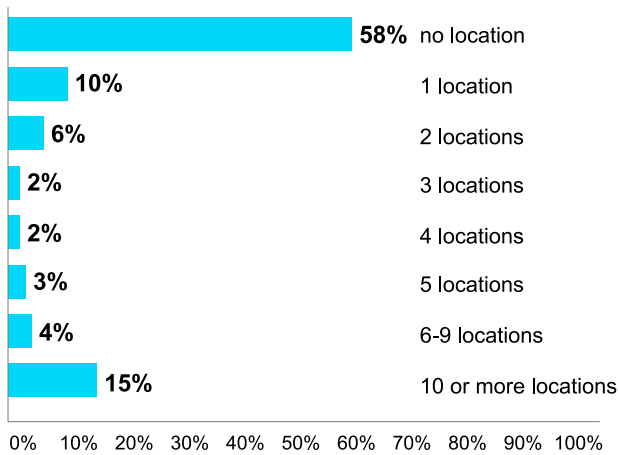 58% no location
10% 1 location
6% 2 locations
2% 3 locations
2% 4 locations
3% 5 locations
4% 6-9 locations
15% 10 or more locations
0% 10% 20% 30% 40% 50% 60% 70% 80% 90% 100%